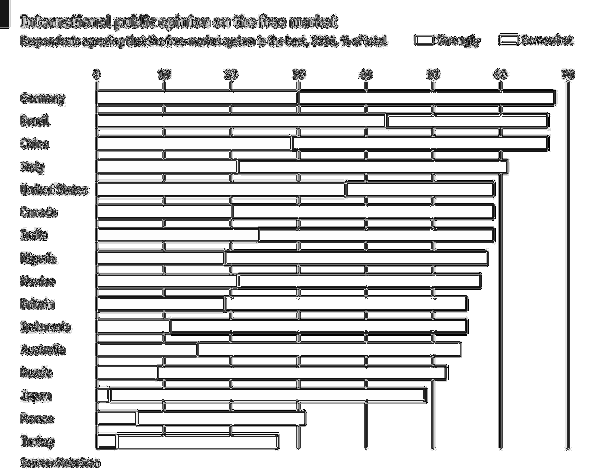 International public opinion on the free market
Respondents agreeing that the free-market system is the best, 2010, % of total
Strongly Somewhat
0 10 20 30 40 50 60 70
Germany
Brazil
China
Italy
United States
Canada
India
Nigeria
Mexico
Britain
Indonesia
Australia
Russia
Japan
France
Turkey
Source: GlobeScan